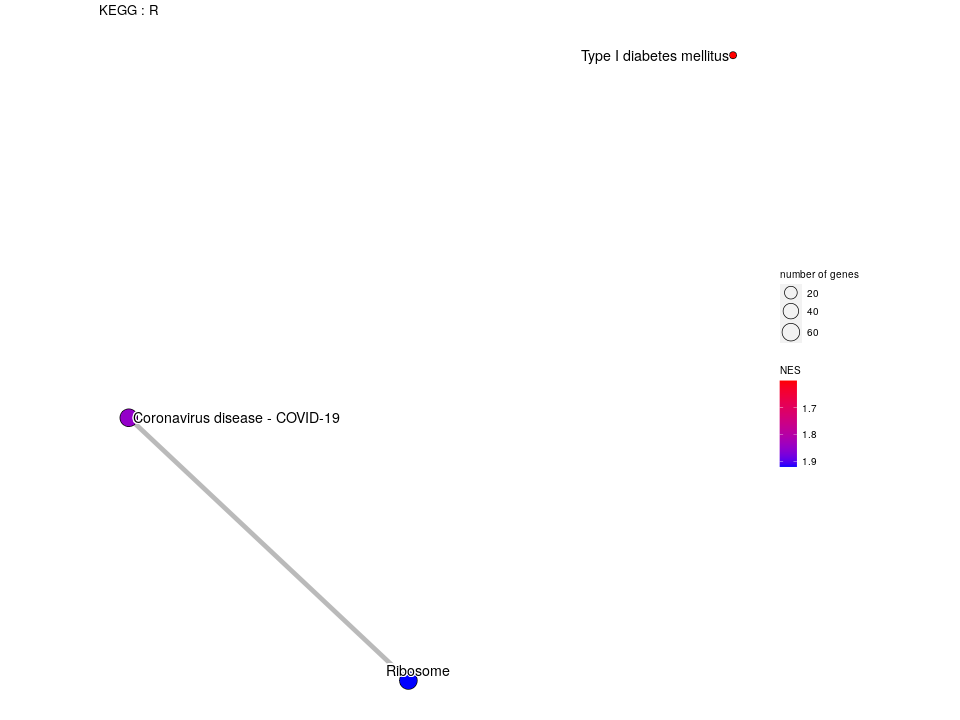 KEGG : R
Type I diabetes mellitus
number of genes
20
40
60
NES
1.7
1.8
1.9
Coronavirus disease - COVID-19
Ribosome